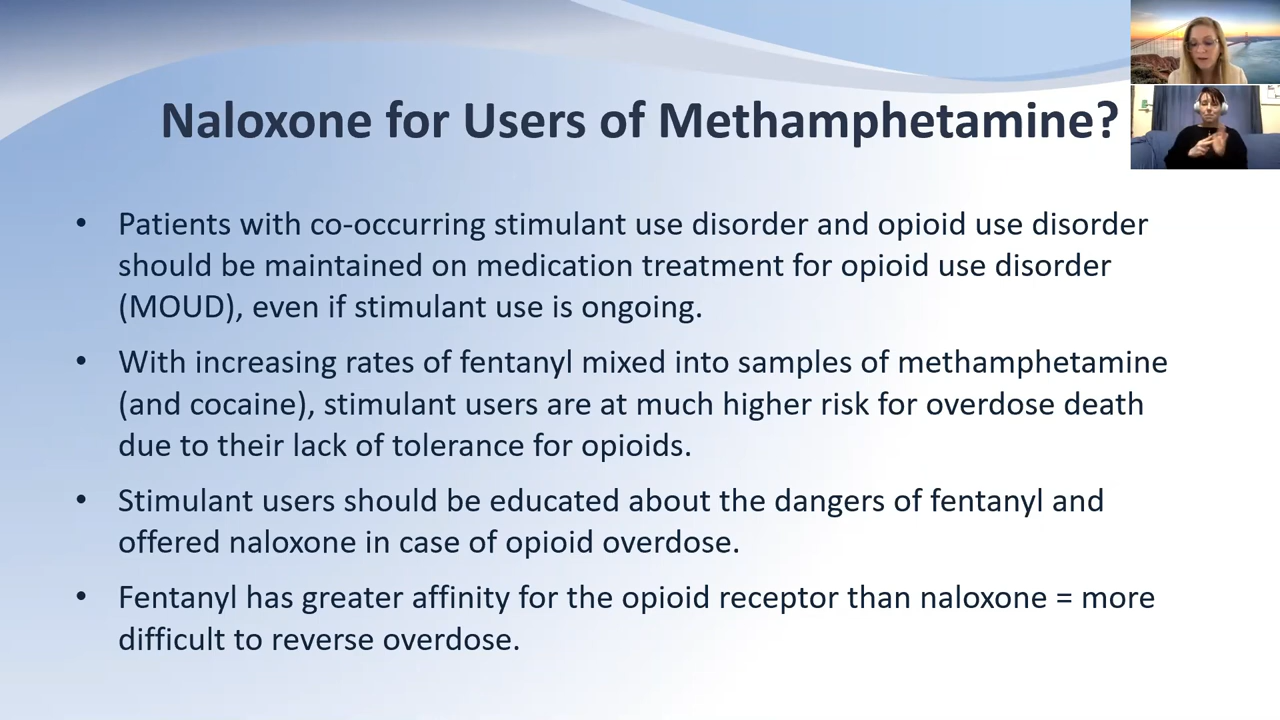 Naloxone for Users of Methamphetamine?
• Patients with co-occurring stimulant use disorder and opioid use disorder
should be maintained on medication treatment for opioid use disorder
(MOUD), even if stimulant use is ongoing.
• With increasing rates of fentanyl mixed into samples of methamphetamine
(and cocaine), stimulant users are at much higher risk for overdose death
due to their lack of tolerance for opioids.
• Stimulant users should be educated about the dangers of fentanyl and
offered naloxone in case of opioid overdose.
• Fentanyl has greater affinity for the opioid receptor than naloxone = more
difficult to reverse overdose.